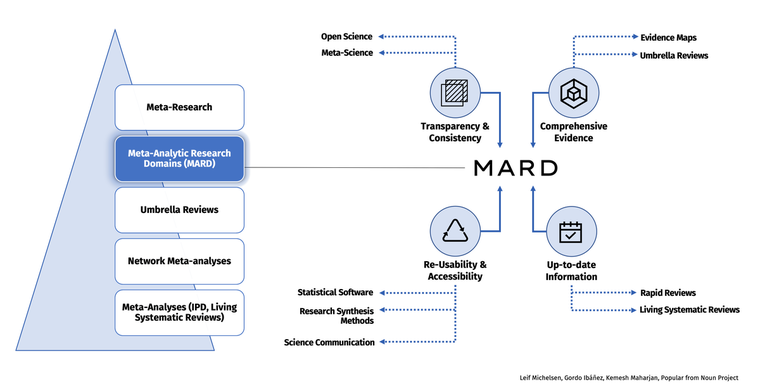 Meta-Research
Meta-Analytic Research
Domains (MARD)
Umbrella Reviews
Network Meta-analyses
Meta-Analyses (IPD, Living
Systematic Reviews)
Open Science
Meta-Science
Transparency &
Consistency
Evidence Maps
Umbrella Reviews
Comprehensive
Evidence
MARD
Re-Usability &
Accessibility
Statistical Software
Research Synthesis
Methods
Science Communication
Up-to-date
Information
Rapid Reviews
Living Systematic Reviews
Leif Michelsen, Gordo Ibáñez, Kemesh Maharjan, Popular from Noun Project